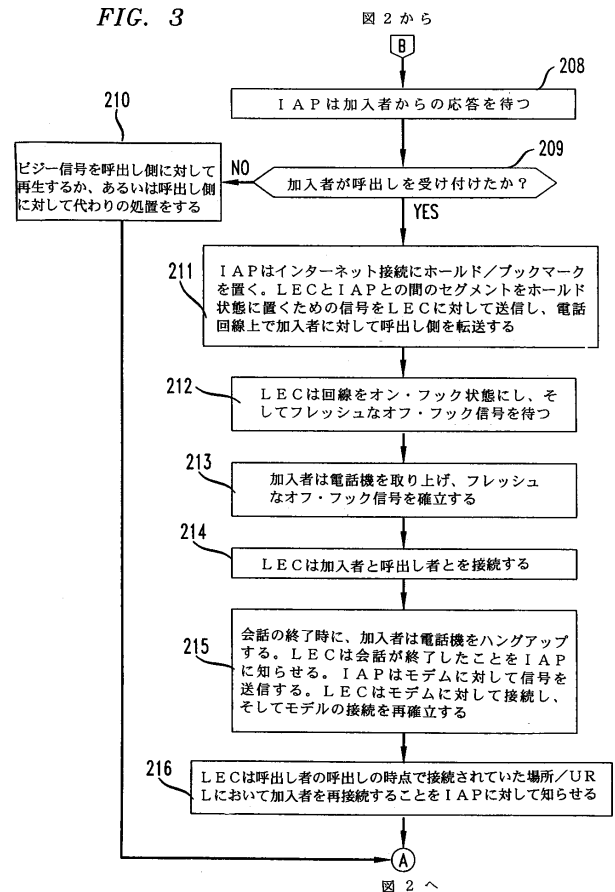 FIG. 3
図2から
B
208
IAPは加入者からの応答を待つ
210
209
ビジー信号を呼出し側に対して
再生するか、あるいは呼出し側
に対して代わりの処置をする
NO
加入者が呼出しを受け付けたか?
YES
211
IAPはインターネット接続にホールド/ブックマーク
を置く。LECとIAPとの間のセグメントをホールド
状態に置くための信号をLECに対して送信し、電話
回線上で加入者に対して呼出し側を転送する
212
LECは回線をオン・フック状態にし、そ
してフレッシュなオフ・フック信号を待つ
213
加入者は電話機を取り上げ、フレッシュ
なオフ・フック信号を確立する
214
LECは加入者と呼出し者とを接続する
215
会話の終了時に、加入者は電話機をハングアップ
する。LECは会話が終了したことをIAP
に知らせる。IAPはモデムに対して信号を
送信する。LECはモデムに対して接続し、
そしてモデルの接続を再確立する
216
LECは呼出し者の呼出しの時点で接続されていた場所/UR
Lにおいて加入者を再接続することをIAPに対して知らせる
A
図2へ